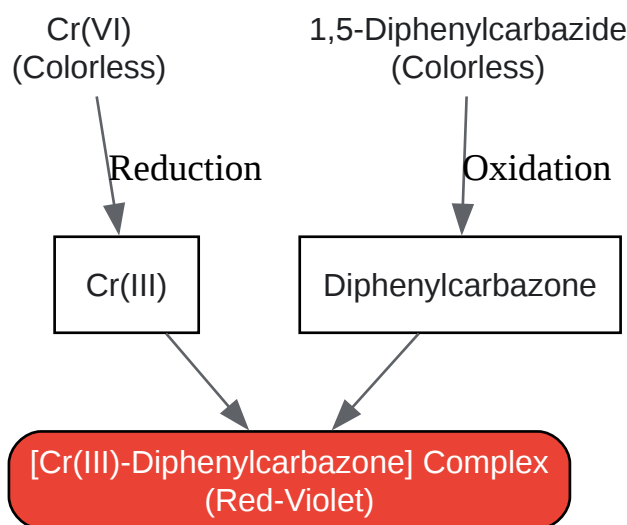 Cr(VI)
(Colorless)
1,5-Diphenylcarbazide
(Colorless)
Reduction
Oxidation
Cr(III)
Diphenylcarbazone
[Cr(III)-Diphenylcarbazone] Complex
(Red-Violet)